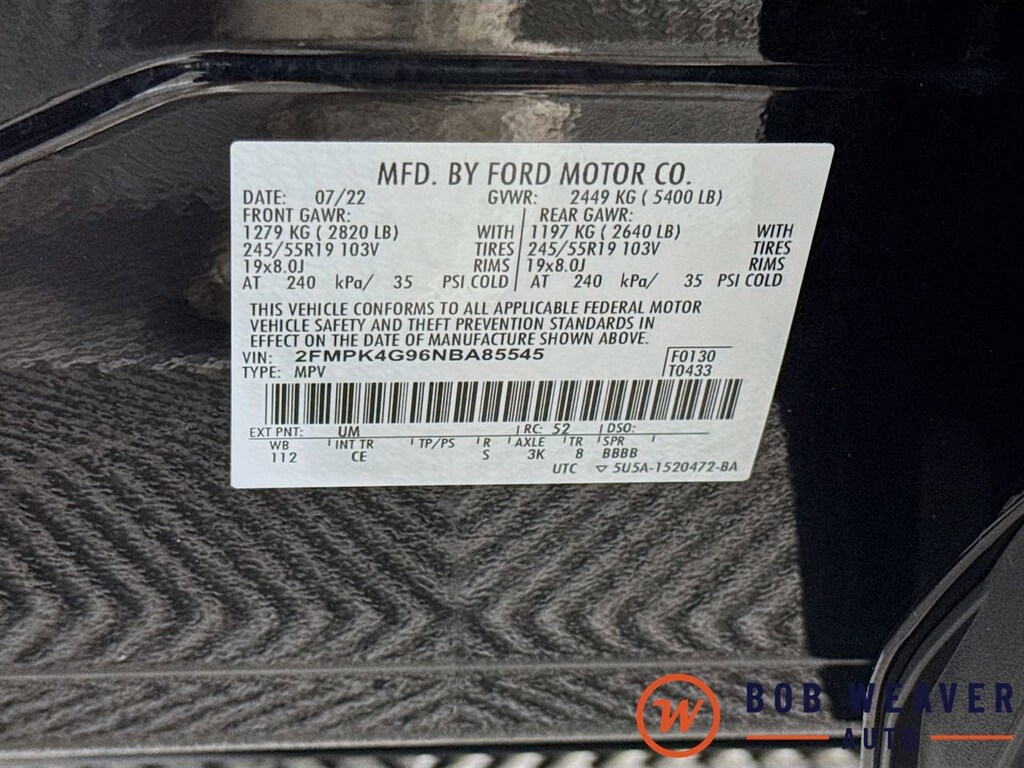 MFD. BY FORD MOTOR CO.
DATE: 07/22 GVWR: 2449 KG ( 5400 LB)
FRONT GAWR: REAR GAWR:
1279 KG ( 2820 LB) WITH 1197 KG ( 2640 LB) WITH
245/55R19 103V TIRES 245/55R19 103V TIRES
19x8.0J RIMS 19x8.0J RIMS
AT 240 kPa/ 35 PSI COLD AT 240 kPa/ 35 PSI COLD
THIS VEHICLE CONFORMS TO ALL APPLICABLE FEDERAL MOTOR
VEHICLE SAFETY AND THEFT PREVENTION STANDARDS IN
EFFECT ON THE DATE OF MANUFACTURE SHOWN ABOVE.
VIN: 2FMPK4G96NBA85545 F0130
TYPE: MPV T0433
EXT PNT: UM RC: 52 DSO:
WB INT TR TP/PS R AXLE TR SPR
112 CE S 3K 8 BBBB
UTC ▽ 5U5A-1520472-BA
W BOB WEAVER
AUTO